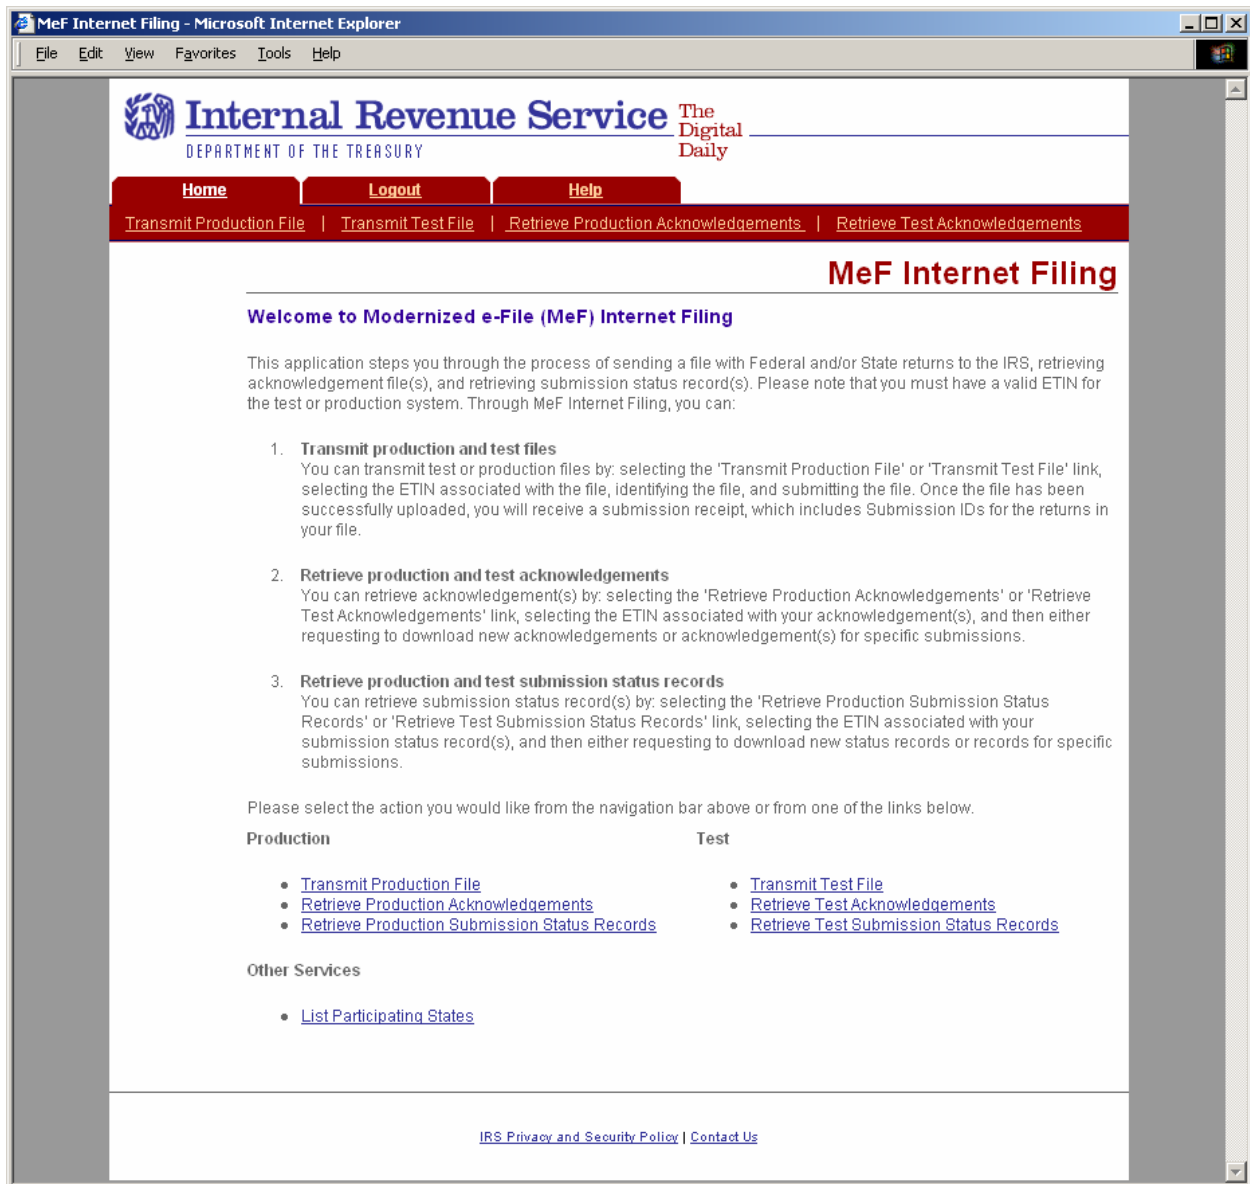 MeF Internet Filing - Microsoft Internet Explorer
File Edit View Favorites Tools Help
Internal Revenue Service
DEPARTMENT OF THE TREASURY
The
Digital
Daily
Home Logout Help
Transmit Production File | Transmit Test File | Retrieve Production Acknowledgements | Retrieve Test Acknowledgements
MeF Internet Filing
Welcome to Modernized e-File (MeF) Internet Filing
This application steps you through the process of sending a file with Federal and/or State returns to the IRS, retrieving
acknowledgement file(s), and retrieving submission status record(s). Please note that you must have a valid ETIN for
the test or production system. Through MeF Internet Filing, you can:
1. Transmit production and test files
You can transmit test or production files by: selecting the 'Transmit Production File' or 'Transmit Test File' link,
selecting the ETIN associated with the file, identifying the file, and submitting the file. Once the file has been
successfully uploaded, you will receive a submission receipt, which includes Submission IDs for the returns in
your file.
2. Retrieve production and test acknowledgements
You can retrieve acknowledgement(s) by: selecting the 'Retrieve Production Acknowledgements' or 'Retrieve
Test Acknowledgements' link, selecting the ETIN associated with your acknowledgement(s), and then either
requesting to download new acknowledgements or acknowledgement(s) for specific submissions.
3. Retrieve production and test submission status records
You can retrieve submission status record(s) by: selecting the 'Retrieve Production Submission Status
Records' or 'Retrieve Test Submission Status Records' link, selecting the ETIN associated with your
submission status record(s), and then either requesting to download new status records or records for specific
submissions.
Please select the action you would like from the navigation bar above or from one of the links below.
Production
• Transmit Production File
• Retrieve Production Acknowledgements
• Retrieve Production Submission Status Records
Test
• Transmit Test File
• Retrieve Test Acknowledgements
• Retrieve Test Submission Status Records
Other Services
• List Participating States
IRS Privacy and Security Policy | Contact Us